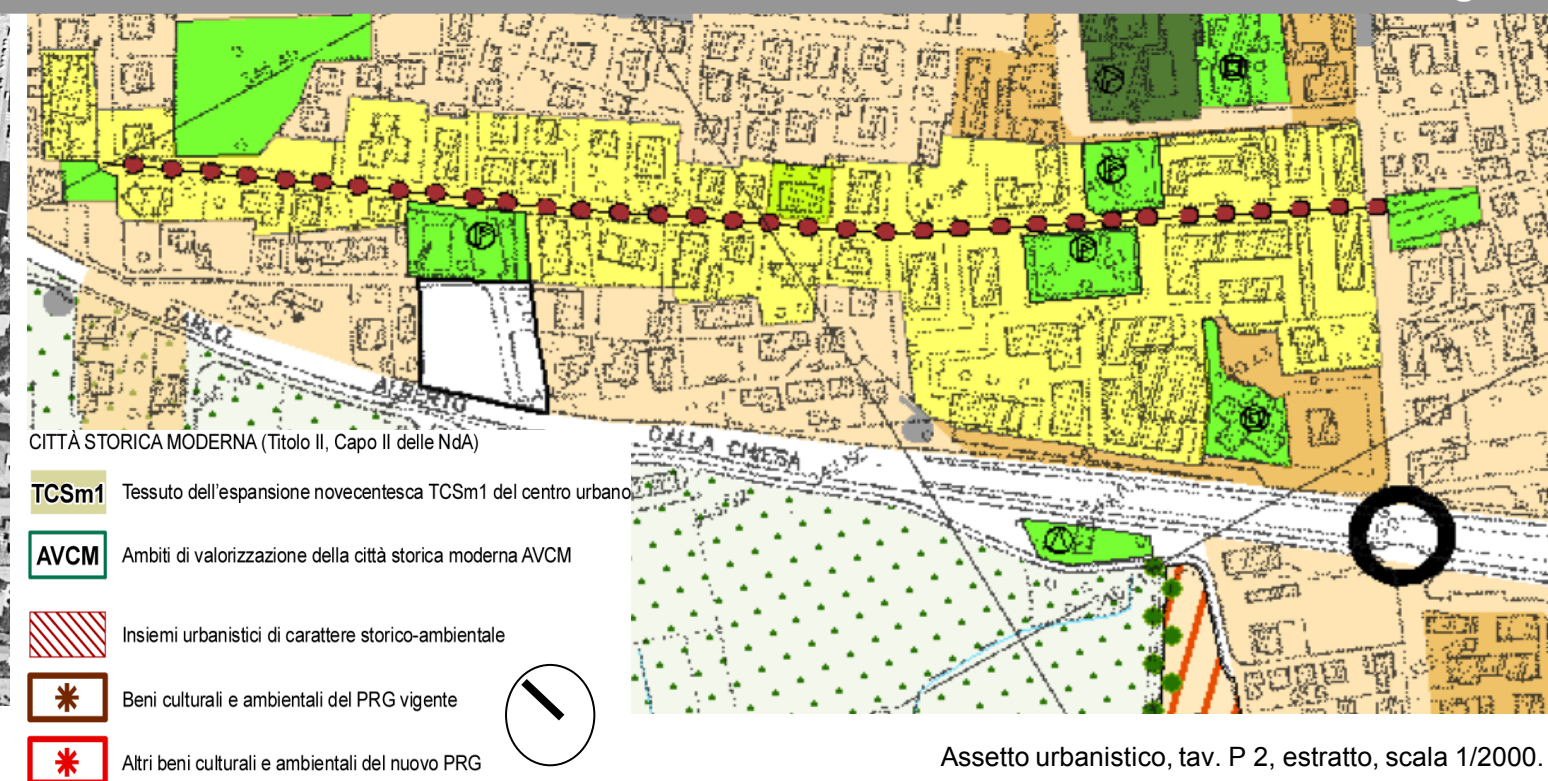 CARLO
ALBERTO
DALLA CHIESA
CITTÀ STORICA MODERNA (Titolo II, Capo II delle NdA)
TCSm1 Tessuto dell'espansione novecentesca TCSm1 del centro urbano
AVCM Ambiti di valorizzazione della città storica moderna AVCM
Insiemi urbanistici di carattere storico-ambientale
Beni culturali e ambientali del PRG vigente
Altri beni culturali e ambientali del nuovo PRG
Assetto urbanistico, tav. P 2, estratto, scala 1/2000.